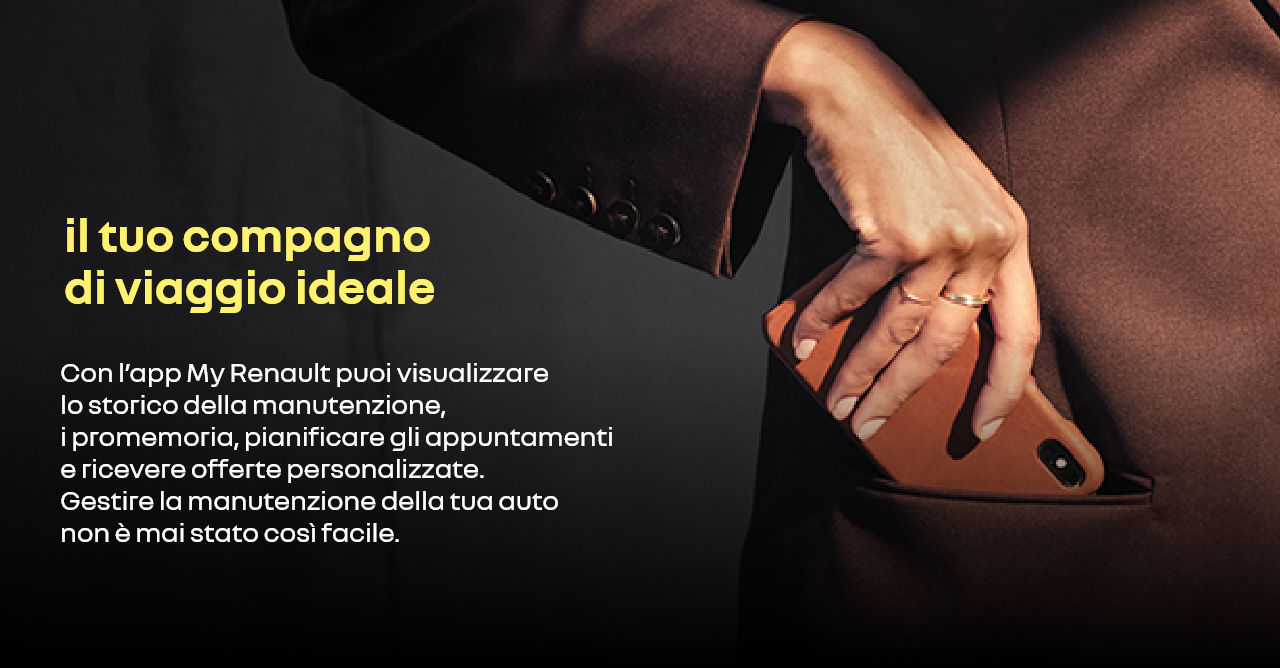 il tuo compagno
di viaggio ideale
Con l'app My Renault puoi visualizzare
lo storico della manutenzione,
i promemoria, pianificare gli appuntamenti
e ricevere offerte personalizzate.
Gestire la manutenzione della tua auto
non è mai stato così facile.